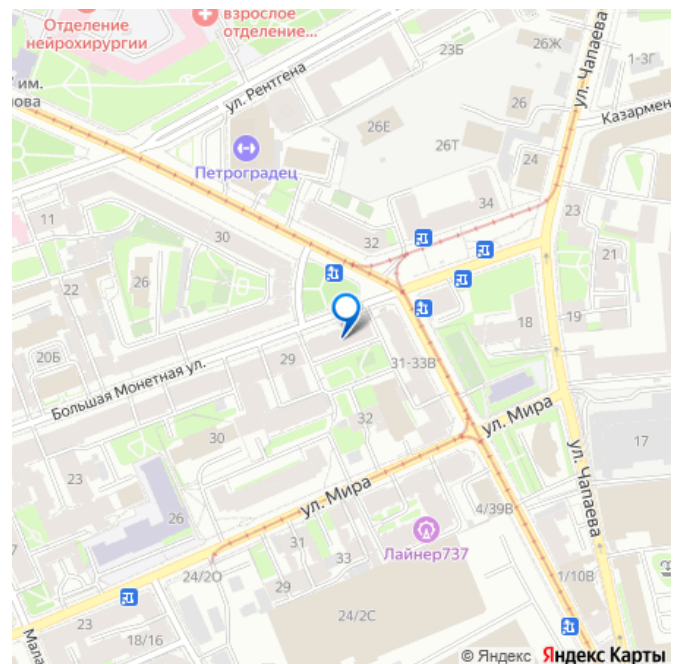 Отделение
нейрохирургии
взрослое
отделение...
ул. Рентгена
23Б
26Ж
ул. Чапаева
1-3Г
Казармен
26
26Е
26Т
24
Петроградец
34
11
30
32
23
21
26
22
20Б
19
18
29
31-33В
Большая Монетная ул.
32
ул. Мира
17
30
23
ул. Чапаева
ул. Мира
26
4/39В
31
33
Лайнер737
24/2О
29
1/10В
24/2С
23
18/16
Мала
© Яндекс Яндекс Карты